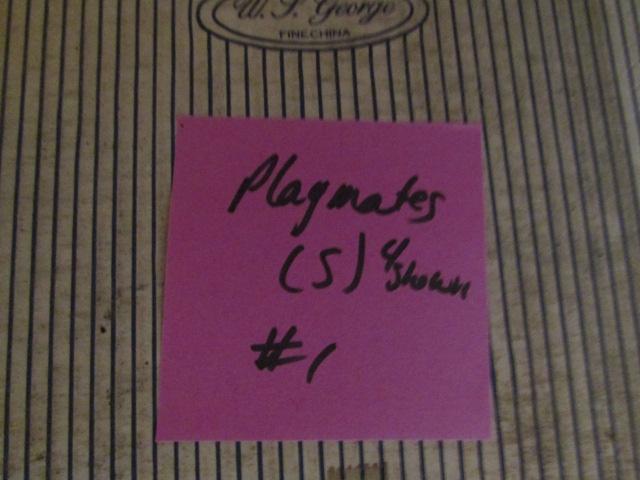 W. S. George
FINE CHINA
Playmates
(5) 4 shown
#1